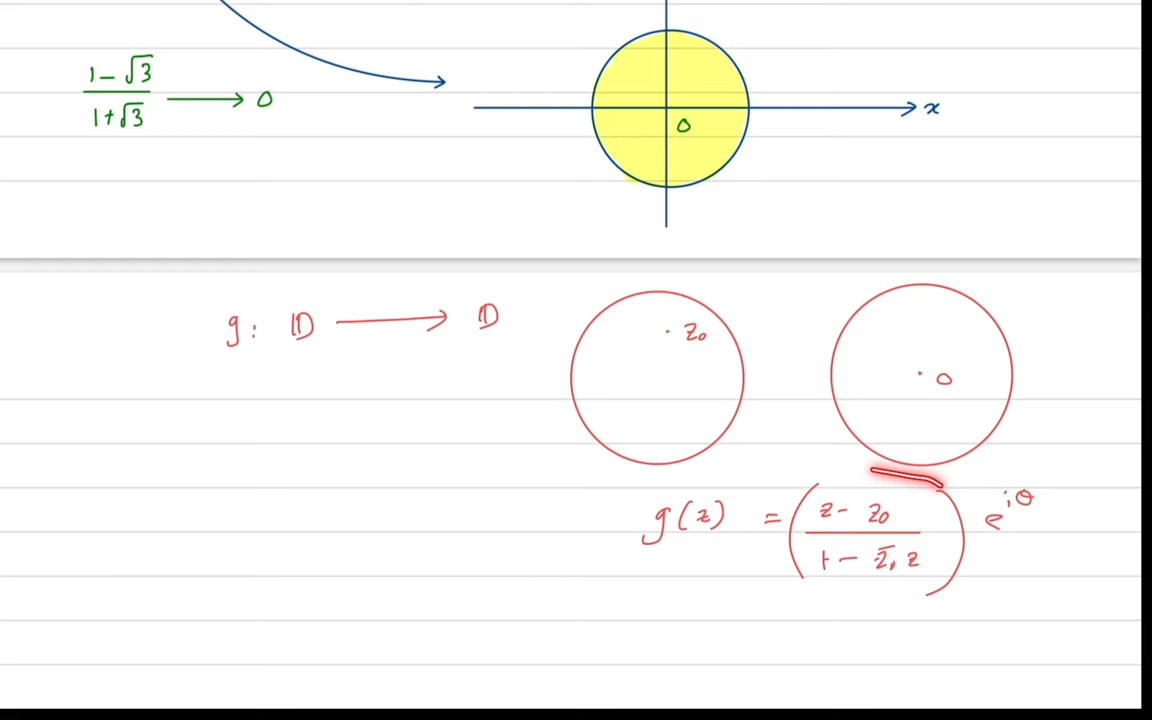 1 - √3
1 + √3
⟶ 0
x
0
g: 𝔻 ⟶ 𝔻
· z₀
· 0
g(z) = (z - z₀ / 1 - z̄₀ z) e^{iθ}